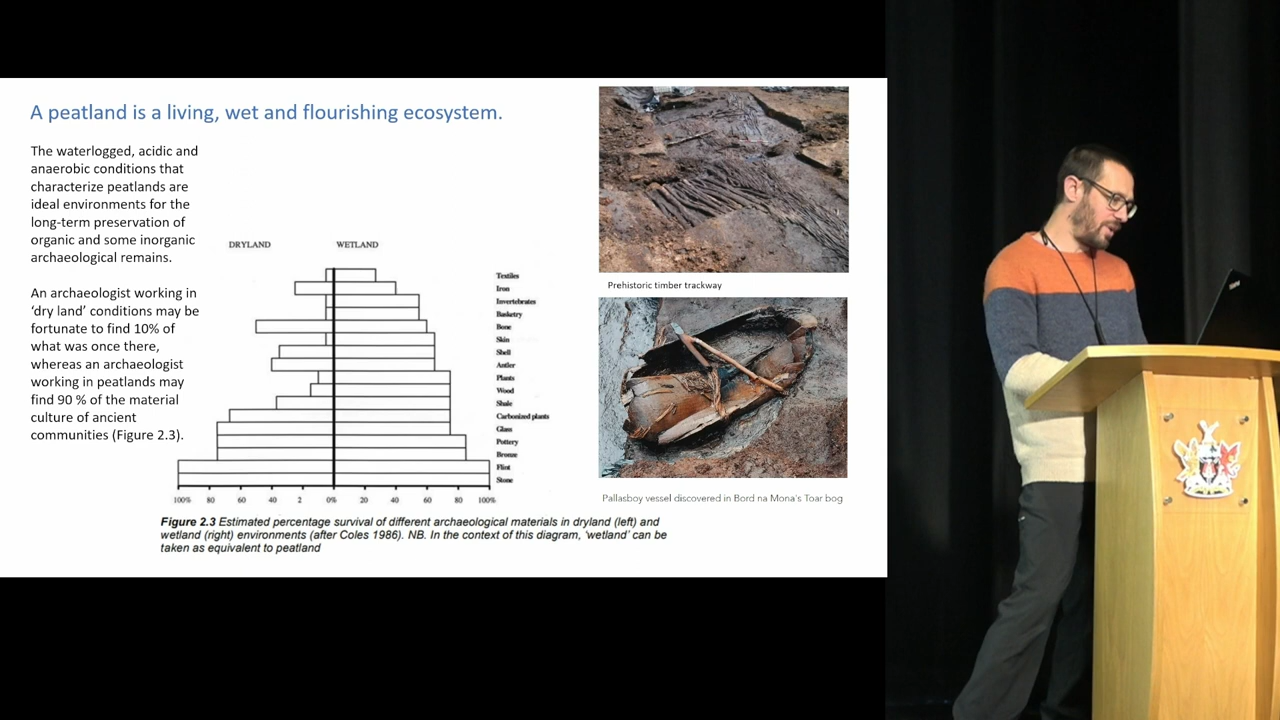 A peatland is a living, wet and flourishing ecosystem.
The waterlogged, acidic and
anaerobic conditions that
characterize peatlands are
ideal environments for the
long-term preservation of
organic and some inorganic
archaeological remains.
An archaeologist working in
‘dry land’ conditions may be
fortunate to find 10% of
what was once there,
whereas an archaeologist
working in peatlands may
find 90 % of the material
culture of ancient
communities (Figure 2.3).
DRYLAND WETLAND
Textiles
Iron
Invertebrates
Basketry
Bone
Skin
Shell
Antler
Plants
Wood
Shale
Carbonized plants
Glass
Pottery
Bronze
Flint
Stone
100% 80 60 40 2 0% 20 40 60 80 100%
Figure 2.3 Estimated percentage survival of different archaeological materials in dryland (left) and
wetland (right) environments (after Coles 1986). NB. In the context of this diagram, ‘wetland’ can be
taken as equivalent to peatland
Prehistoric timber trackway
Pallasboy vessel discovered in Bord na Mona's Toar bog